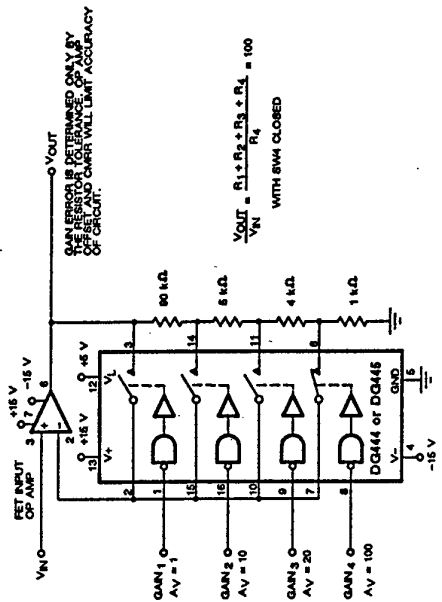 GAIN ERROR IS DETERMINED ONLY BY
THE RESISTOR TOLERANCE. OP AMP
OFFSET AND CMRR WILL LIMIT ACCURACY
OF CIRCUIT.
FET INPUT
OP AMP
+15 V
-15 V
3
7
6
2
+
-
VIN
VOUT
+15 V
+5 V
13
12
V+
VL
2
3
1
15
14
16
10
11
9
7
6
8
80 kΩ
5 kΩ
4 kΩ
1 kΩ
GAIN1
AV = 1
GAIN2
AV = 10
GAIN3
AV = 20
GAIN4
AV = 100
V-
DG444 or DG445
GND
4
5
-15 V
VOUT / VIN = R1 + R2 + R3 + R4 / R4 = 100
WITH SW4 CLOSED